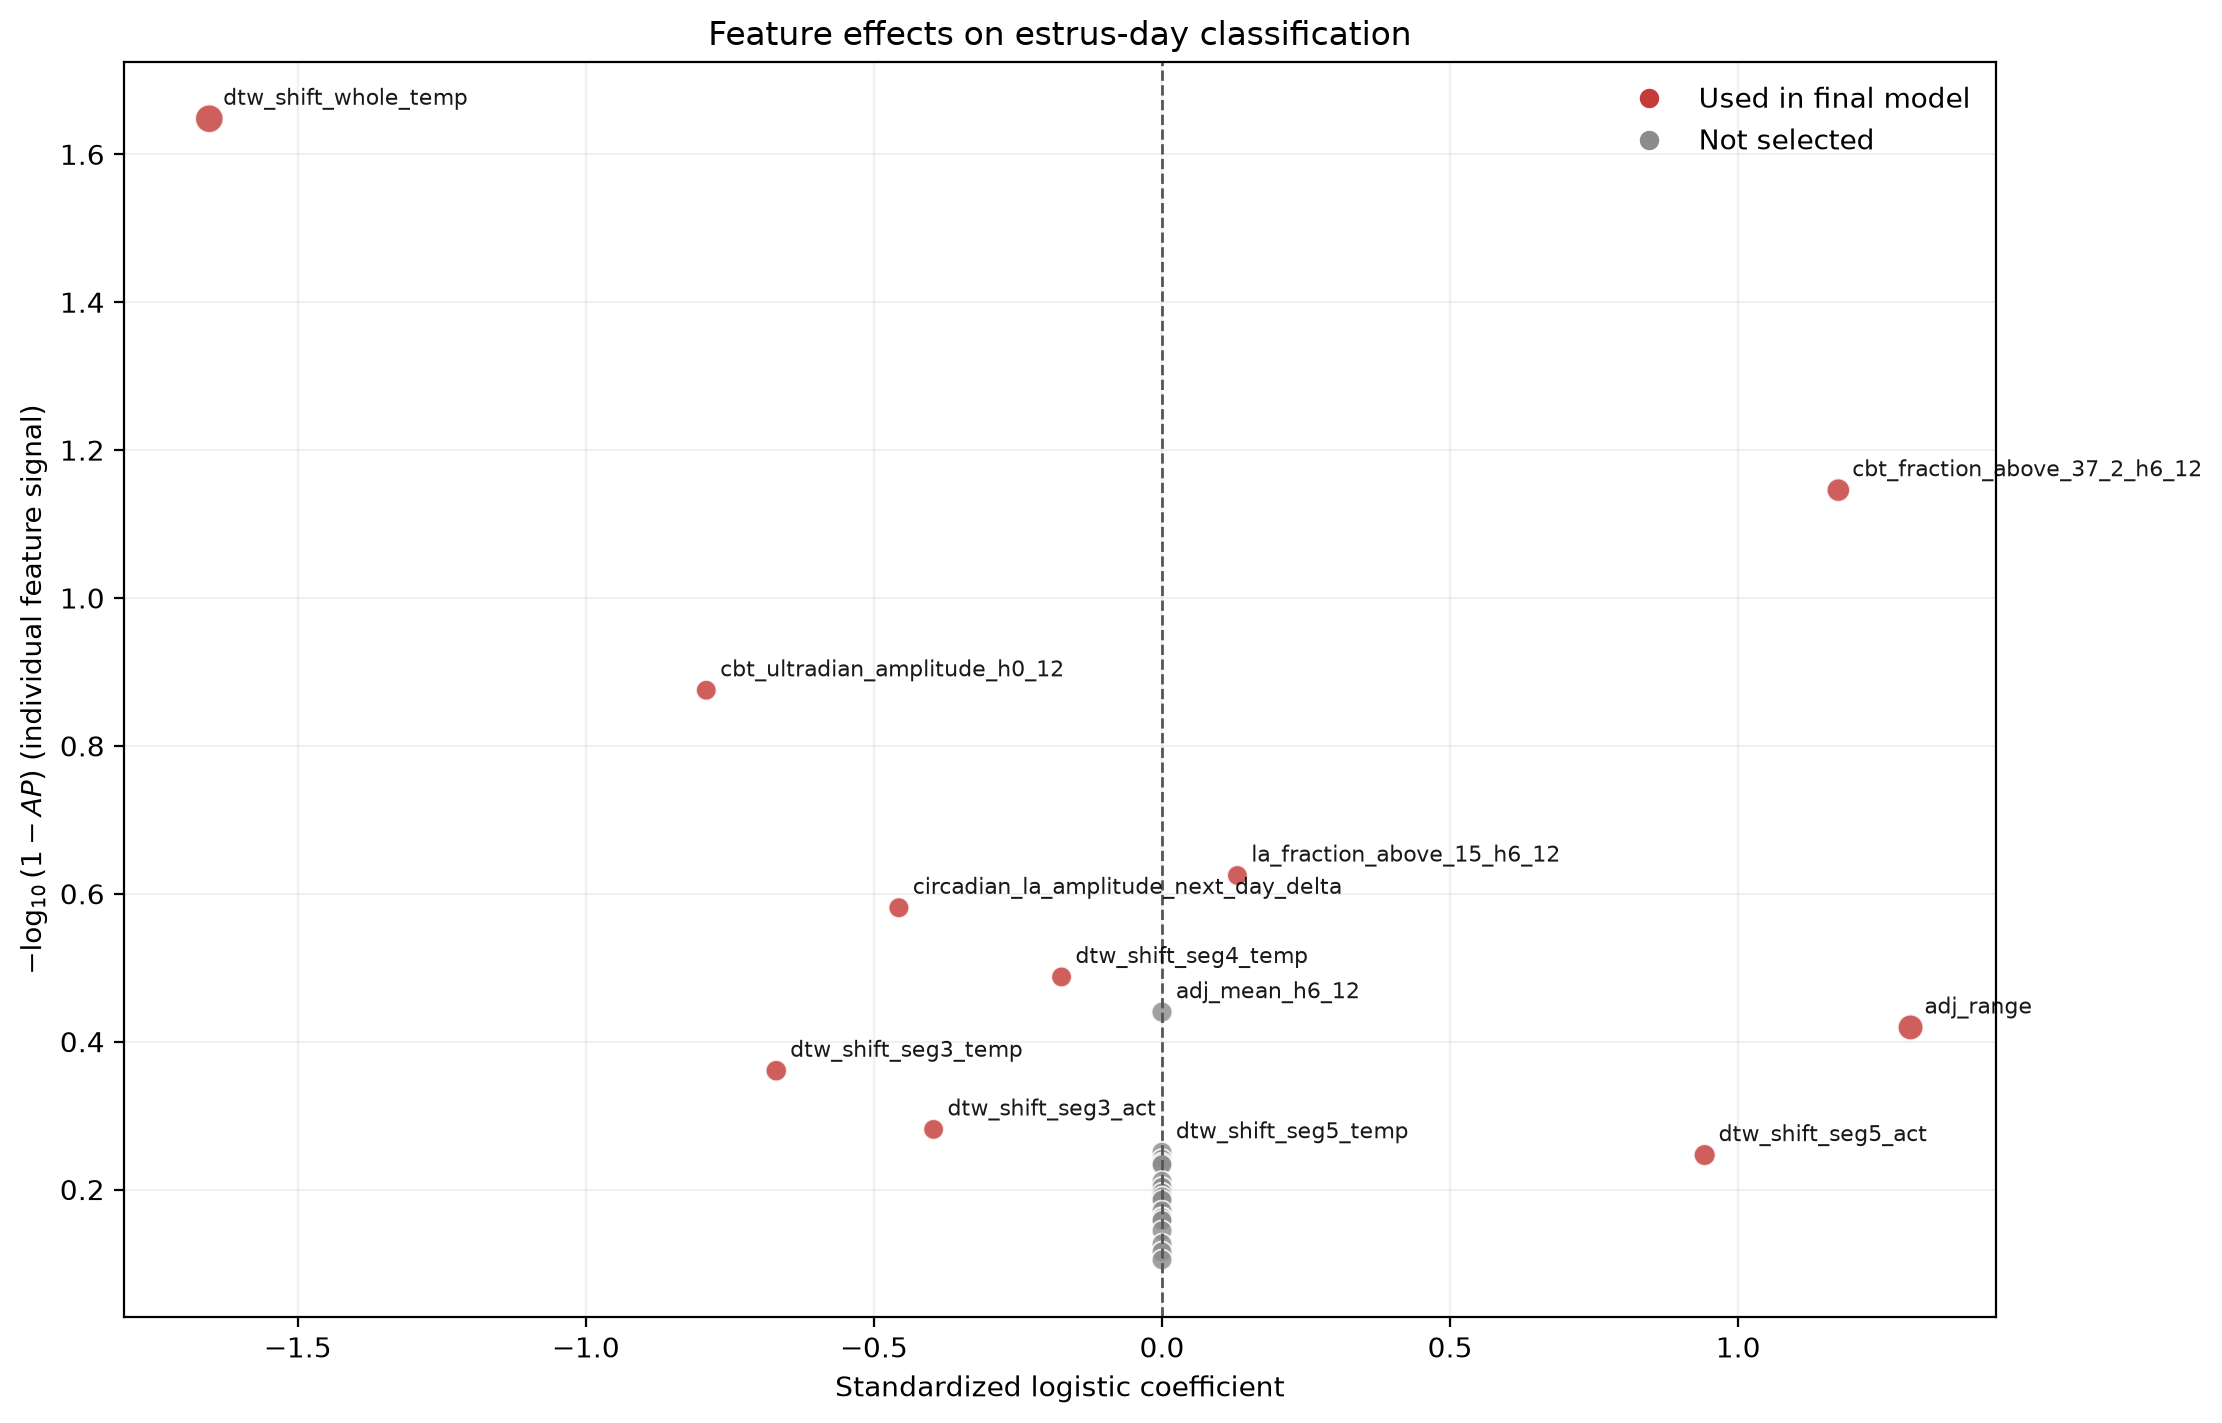 Feature effects on estrus-day classification
Used in final model
Not selected
dtw_shift_whole_temp
cbt_fraction_above_37_2_h6_12
cbt_ultradian_amplitude_h0_12
la_fraction_above_15_h6_12
circadian_la_amplitude_next_day_delta
dtw_shift_seg4_temp
adj_mean_h6_12
adj_range
dtw_shift_seg3_temp
dtw_shift_seg3_act
dtw_shift_seg5_temp
dtw_shift_seg5_act
1.6
1.4
1.2
1.0
0.8
0.6
0.4
0.2
−log₁₀(1 − AP) (individual feature signal)
−1.5
−1.0
−0.5
0.0
0.5
1.0
Standardized logistic coefficient